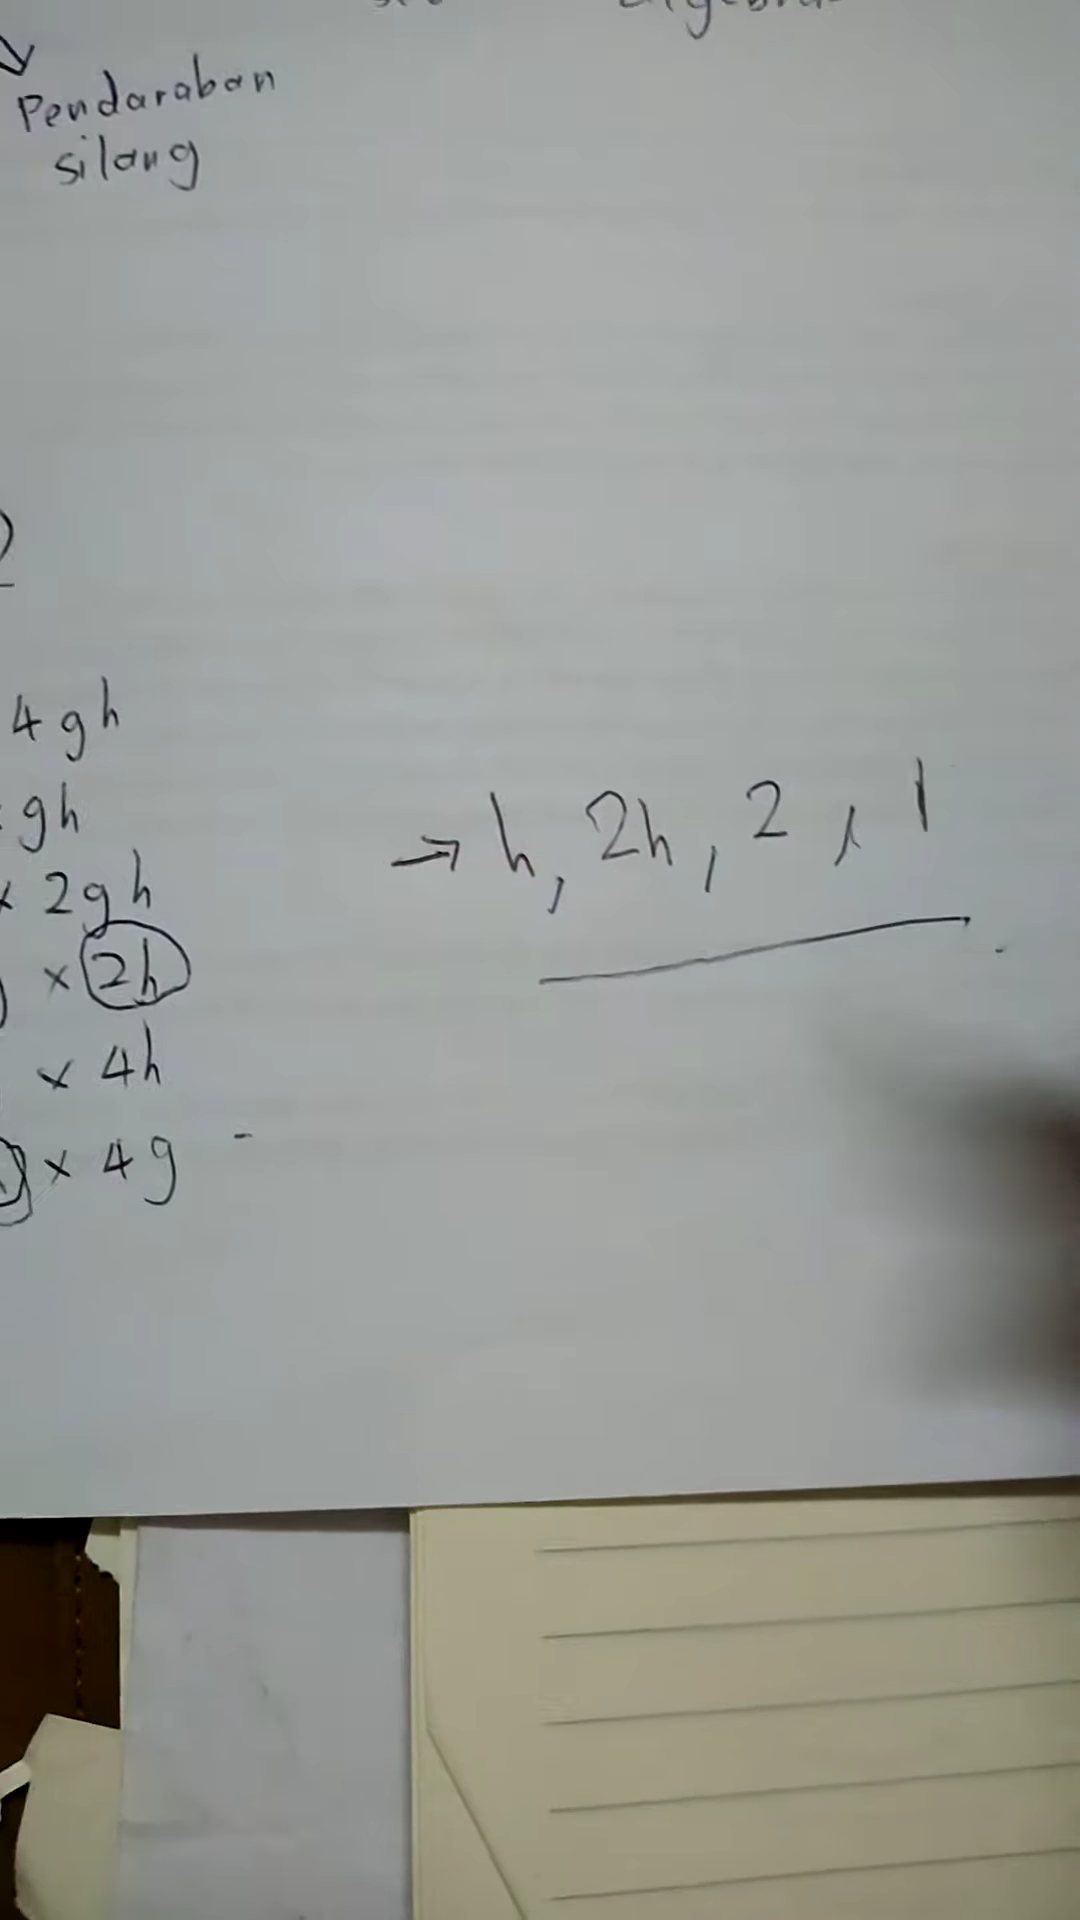 Pendaraban
silang
4gh
gh
x 2gh
→ h, 2h, 2, 1
x 2h
x 4h
x 4g -